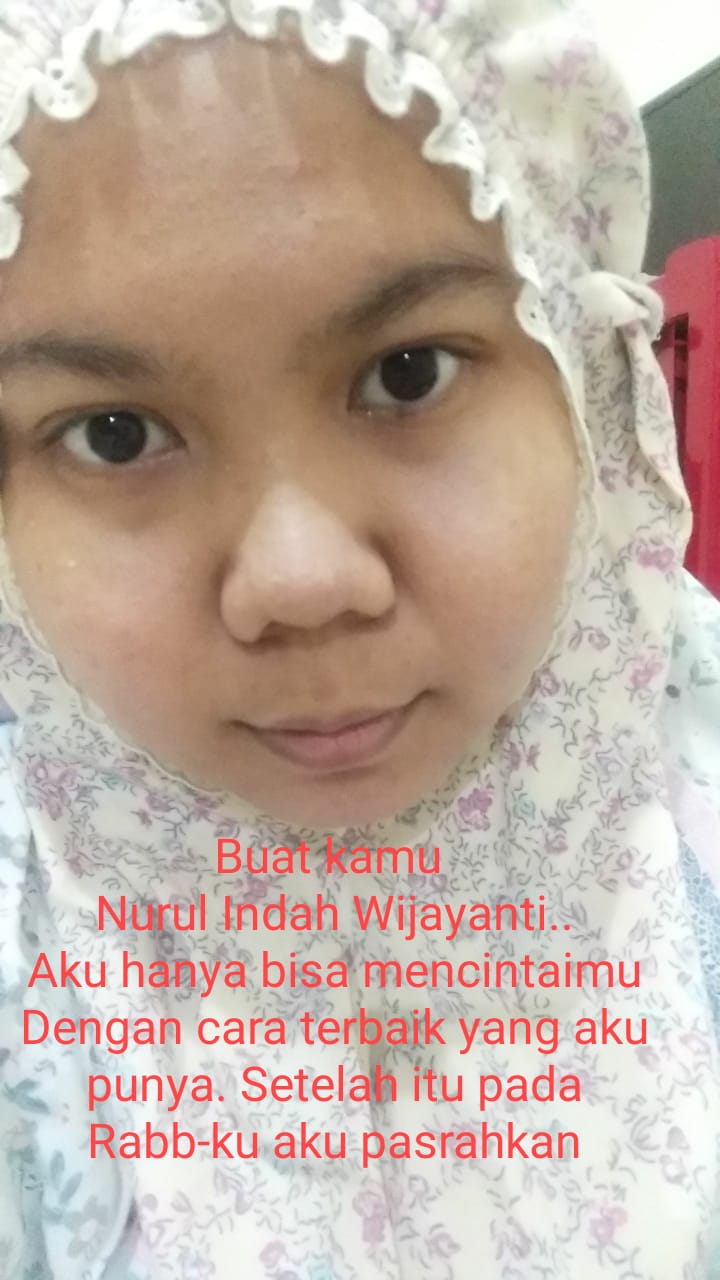 Buat kamu
Nurul Indah Wijayanti..
Aku hanya bisa mencintaimu
Dengan cara terbaik yang aku
punya. Setelah itu pada
Rabb-ku aku pasrahkan